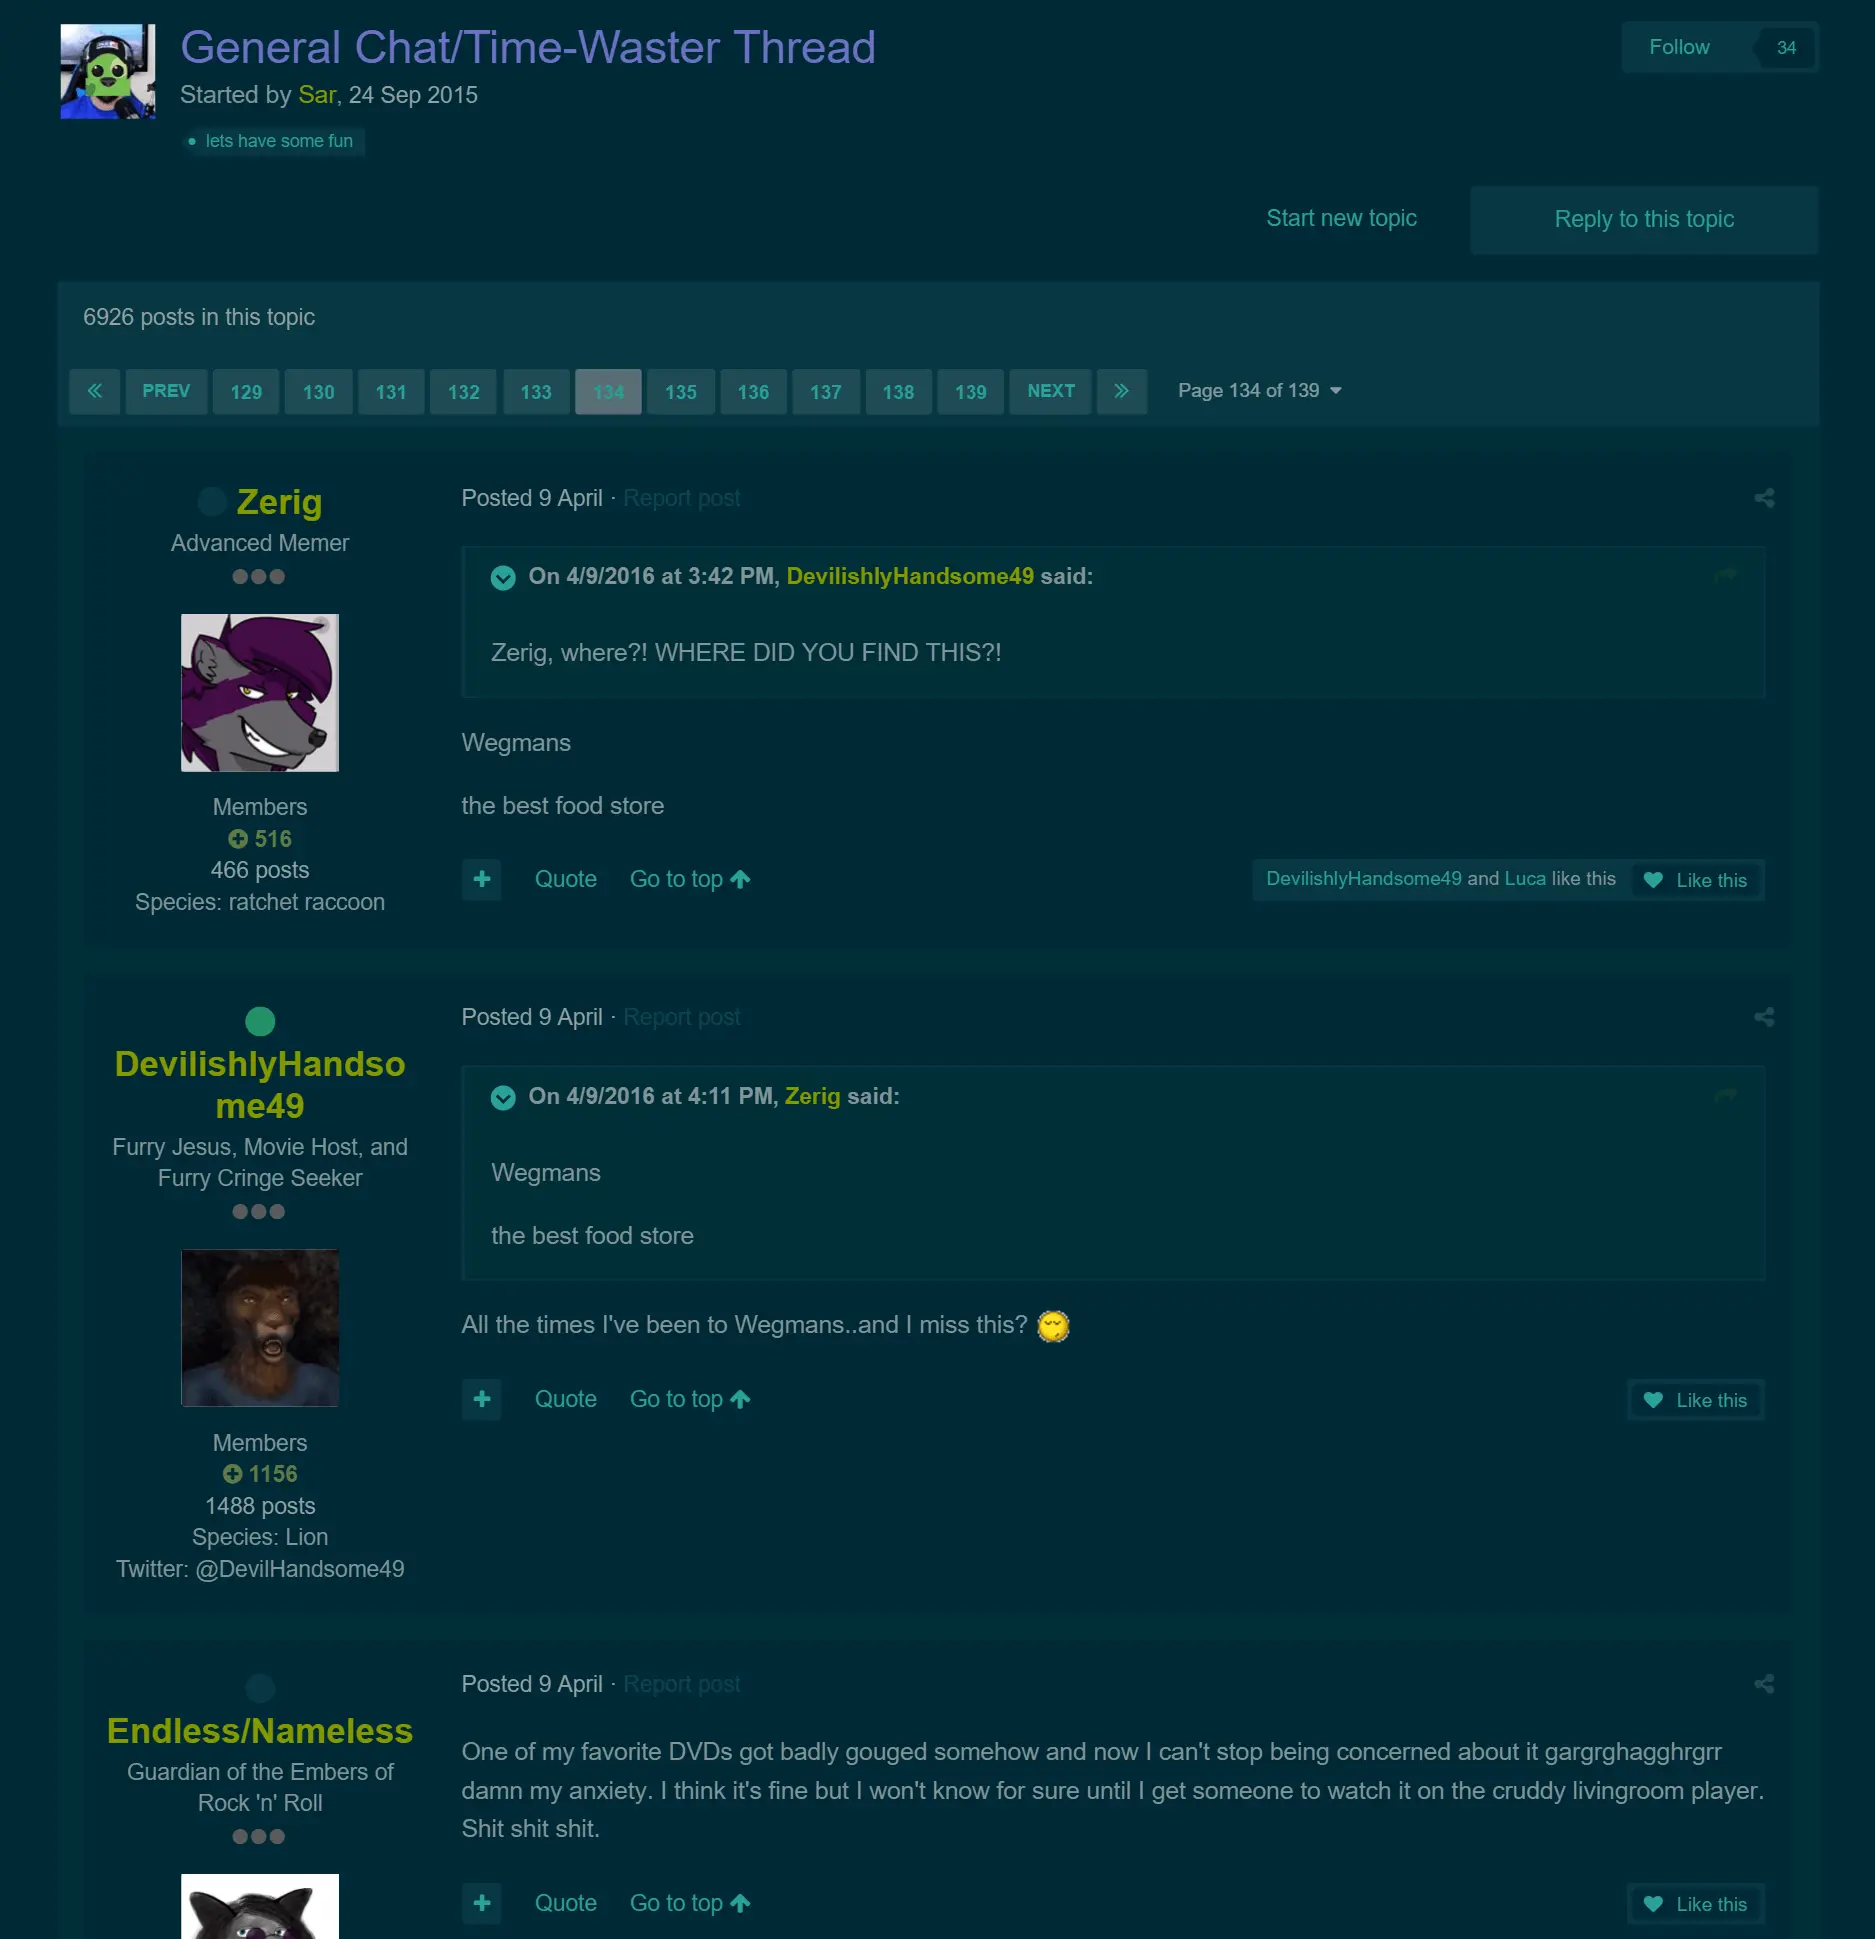 General Chat/Time-Waster Thread
Follow 34
Started by Sar, 24 Sep 2015
lets have some fun
Start new topic
Reply to this topic
6926 posts in this topic
« PREV 129 130 131 132 133 134 135 136 137 138 139 NEXT » Page 134 of 139
Zerig
Advanced Memer
Members
516
466 posts
Species: ratchet raccoon
Posted 9 April · Report post
On 4/9/2016 at 3:42 PM, DevilishlyHandsome49 said:
Zerig, where?! WHERE DID YOU FIND THIS?!
Wegmans
the best food store
+ Quote Go to top
DevilishlyHandsome49 and Luca like this Like this
DevilishlyHandso
me49
Furry Jesus, Movie Host, and
Furry Cringe Seeker
Members
1156
1488 posts
Species: Lion
Twitter: @DevilHandsome49
Posted 9 April · Report post
On 4/9/2016 at 4:11 PM, Zerig said:
Wegmans
the best food store
All the times I've been to Wegmans..and I miss this?
+ Quote Go to top
Like this
Endless/Nameless
Guardian of the Embers of
Rock 'n' Roll
Posted 9 April · Report post
One of my favorite DVDs got badly gouged somehow and now I can't stop being concerned about it gargrghagghrgrr
damn my anxiety. I think it's fine but I won't know for sure until I get someone to watch it on the cruddy livingroom player.
Shit shit shit.
+ Quote Go to top
Like this